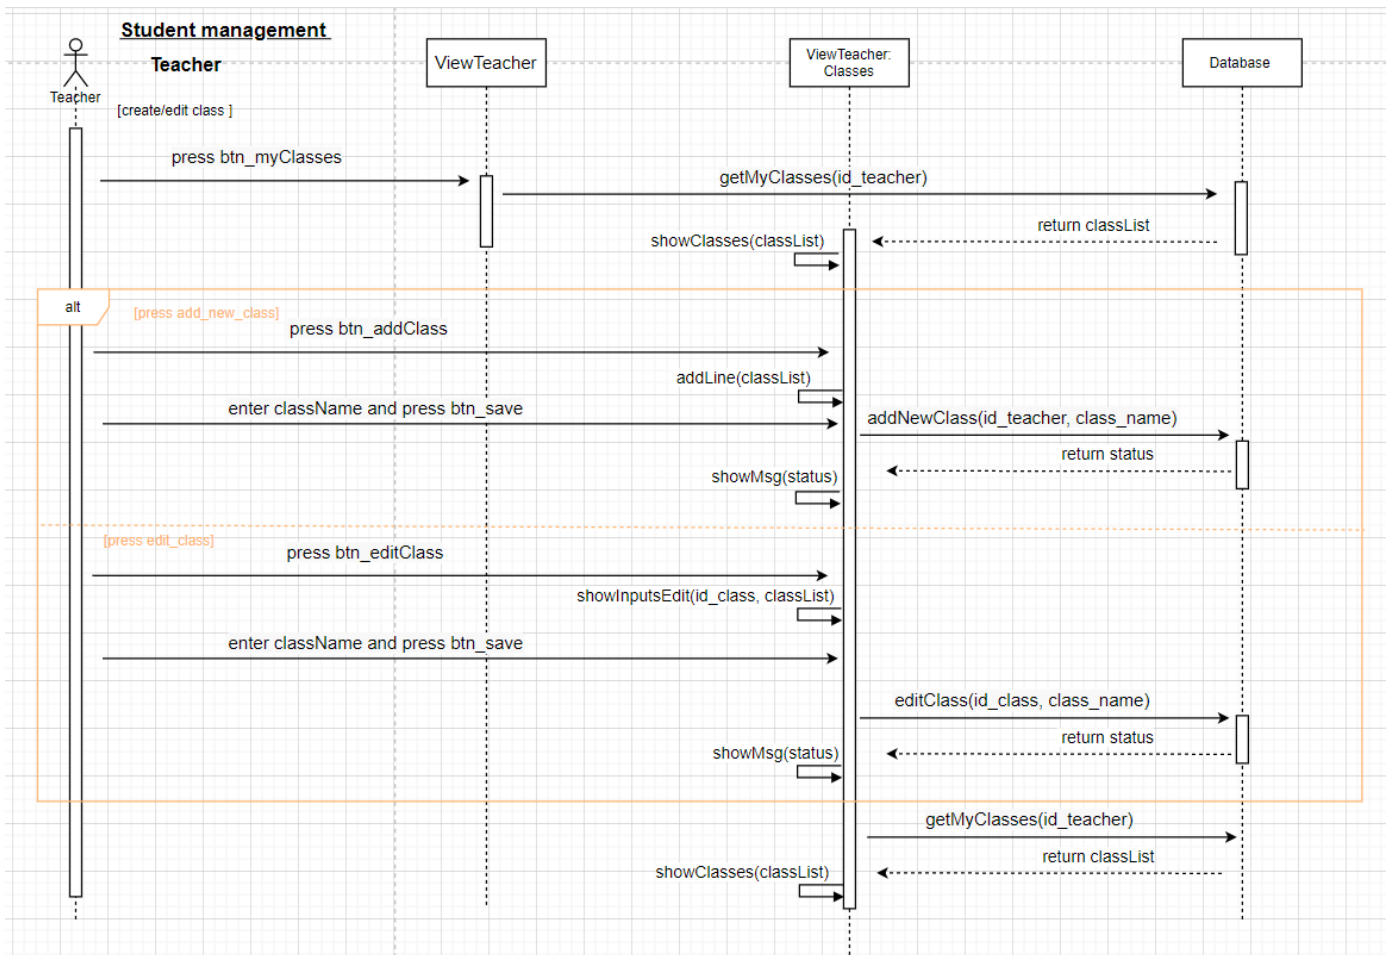 Student management
Teacher
Teacher
[create/edit class ]
ViewTeacher
ViewTeacher:
Classes
Database
press btn_myClasses
getMyClasses(id_teacher)
return classList
showClasses(classList)
alt
[press add_new_class]
press btn_addClass
addLine(classList)
enter className and press btn_save
addNewClass(id_teacher, class_name)
return status
showMsg(status)
[press edit_class]
press btn_editClass
showInputsEdit(id_class, classList)
enter className and press btn_save
editClass(id_class, class_name)
return status
showMsg(status)
getMyClasses(id_teacher)
return classList
showClasses(classList)